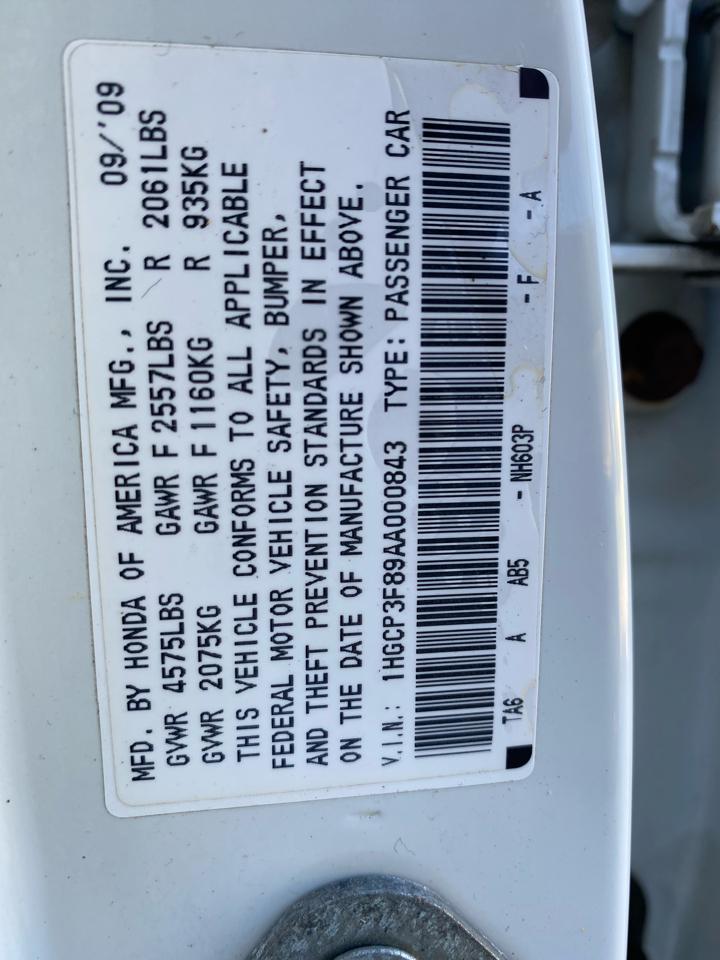 MFD. BY HONDA OF AMERICA MFG., INC. 09/'09
GVWR 4575LBS GAWR F 2557LBS R 2061LBS
GVWR 2075KG GAWR F 1160KG R 935KG
THIS VEHICLE CONFORMS TO ALL APPLICABLE
FEDERAL MOTOR VEHICLE SAFETY, BUMPER,
AND THEFT PREVENTION STANDARDS IN EFFECT
ON THE DATE OF MANUFACTURE SHOWN ABOVE.
V.I.N.: 1HGCP3F89AA000843 TYPE: PASSENGER CAR
TA6 A AB5 - NH603P - F - A